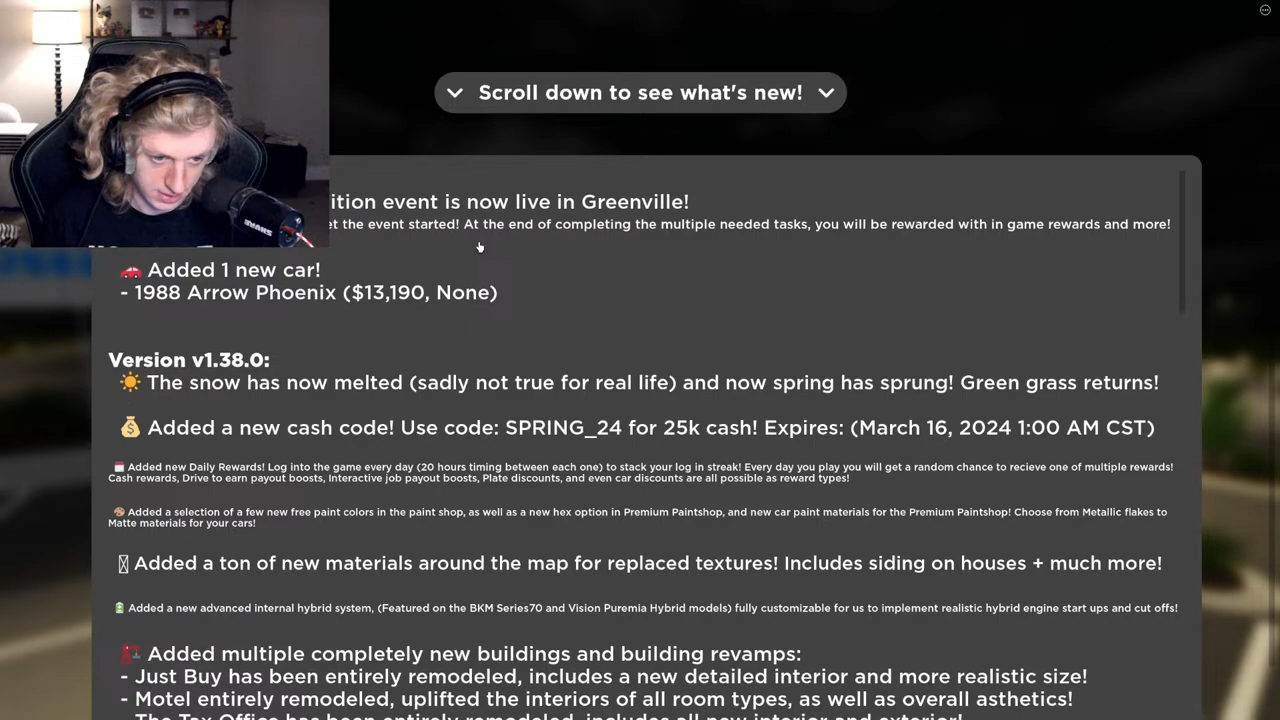 Scroll down to see what's new!
ition event is now live in Greenville!
et the event started! At the end of completing the multiple needed tasks, you will be rewarded with in game rewards and more!
🚗 Added 1 new car!
- 1988 Arrow Phoenix ($13,190, None)
Version v1.38.0:
☀️ The snow has now melted (sadly not true for real life) and now spring has sprung! Green grass returns!
💰 Added a new cash code! Use code: SPRING_24 for 25k cash! Expires: (March 16, 2024 1:00 AM CST)
Added new Daily Rewards! Log into the game every day (20 hours timing between each one) to stack your log in streak! Every day you play you will get a random chance to recieve one of multiple rewards!
Cash rewards, Drive to earn payout boosts, Interactive job payout boosts, Plate discounts, and even car discounts are all possible as reward types!
🎨 Added a selection of a few new free paint colors in the paint shop, as well as a new hex option in Premium Paintshop, and new car paint materials for the Premium Paintshop! Choose from Metallic flakes to
Matte materials for your cars!
Added a ton of new materials around the map for replaced textures! Includes siding on houses + much more!
🔋 Added a new advanced internal hybrid system, (Featured on the BKM Series70 and Vision Puremia Hybrid models) fully customizable for us to implement realistic hybrid engine start ups and cut offs!
🏗️ Added multiple completely new buildings and building revamps:
- Just Buy has been entirely remodeled, includes a new detailed interior and more realistic size!
- Motel entirely remodeled, uplifted the interiors of all room types, as well as overall asthetics!
- The Tax Office has been entirely remodeled, includes all new interior and exterior!